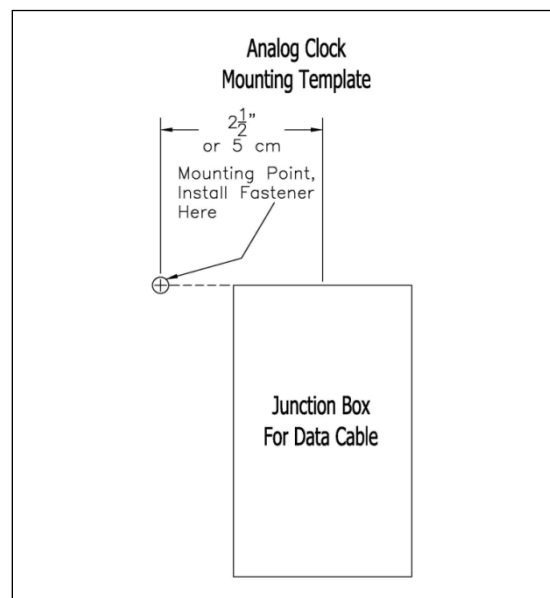 Analog Clock
Mounting Template
2½"
or 5 cm
Mounting Point,
Install Fastener
Here
Junction Box
For Data Cable